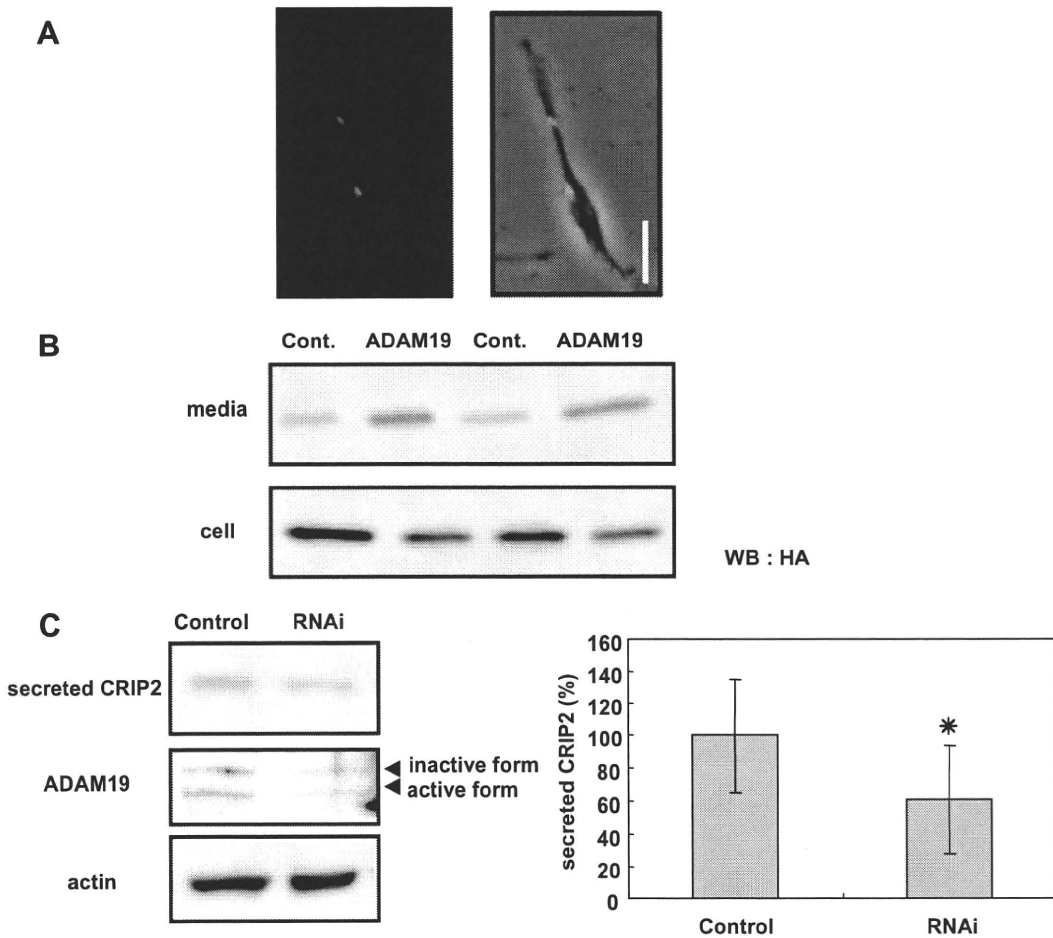 A
B
Cont. ADAM19 Cont. ADAM19
media
cell
WB : HA
C
Control RNAi
secreted CRIP2
ADAM19
inactive form
active form
actin
secreted CRIP2 (%)
160
140
120
100
80
60
40
20
0
*
Control RNAi